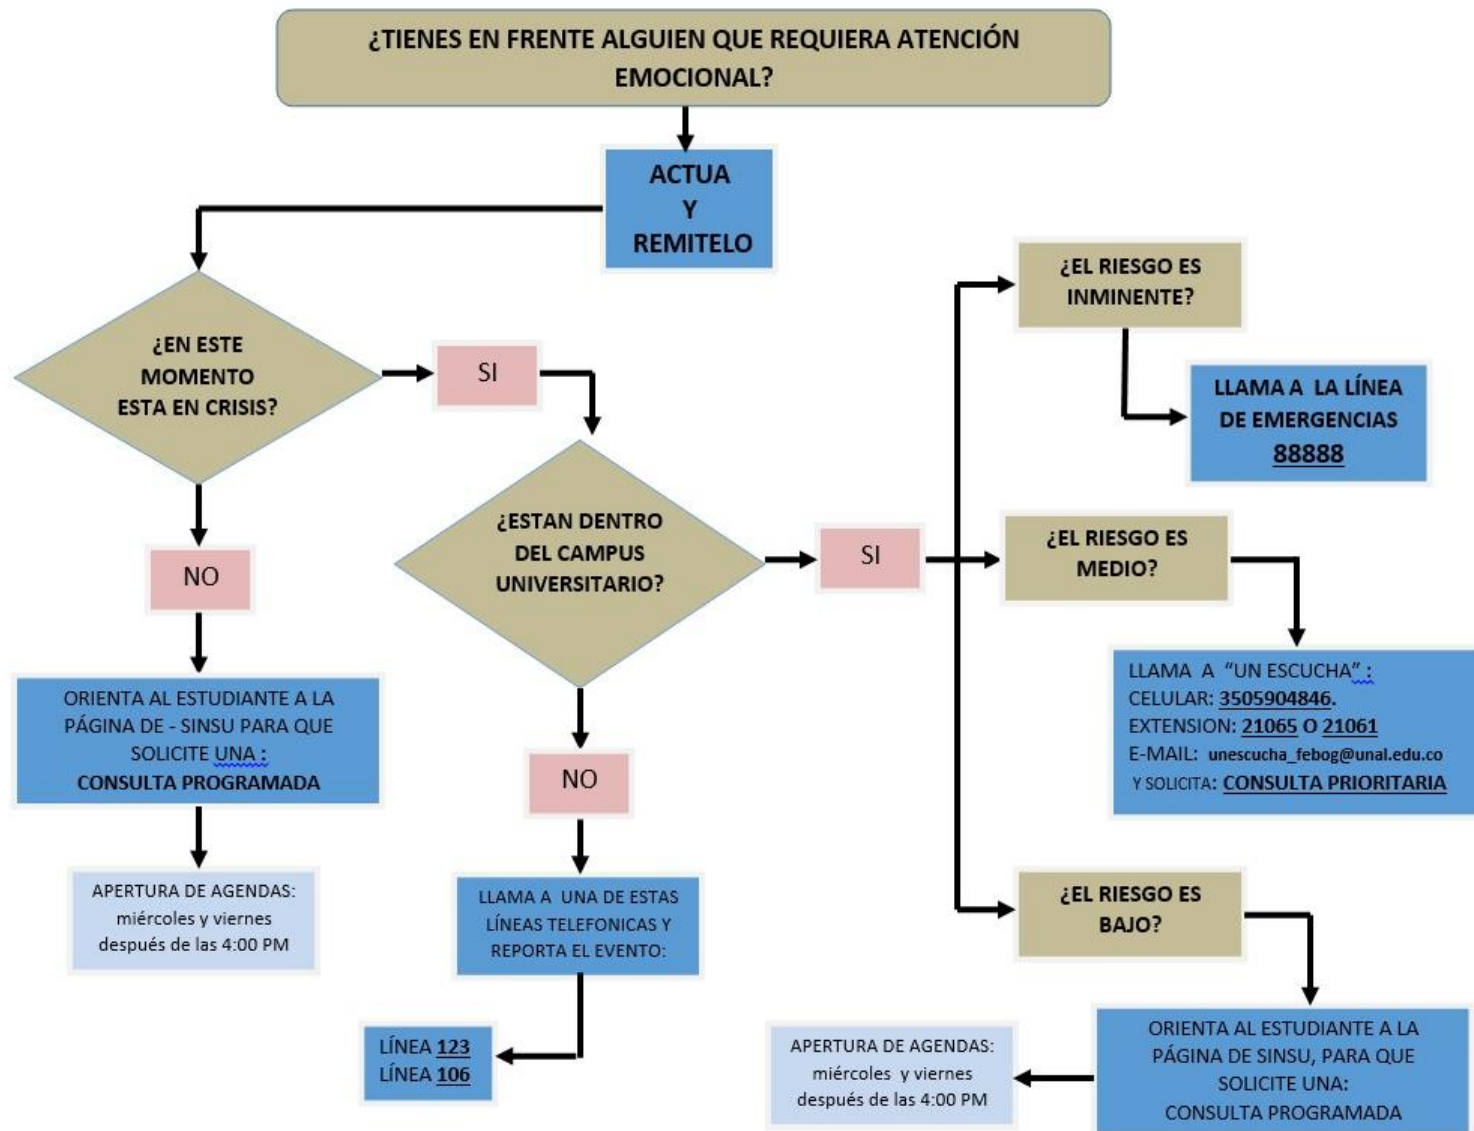 ¿TIENES EN FRENTE ALGUIEN QUE REQUIERA ATENCIÓN
EMOCIONAL?
ACTUA
Y
REMITELO
¿EN ESTE
MOMENTO
ESTA EN CRISIS?
SI
NO
ORIENTA AL ESTUDIANTE A LA
PÁGINA DE - SINSU PARA QUE
SOLICITE UNA :
CONSULTA PROGRAMADA
APERTURA DE AGENDAS:
miércoles y viernes
después de las 4:00 PM
¿ESTAN DENTRO
DEL CAMPUS
UNIVERSITARIO?
NO
LLAMA A UNA DE ESTAS
LÍNEAS TELEFONICAS Y
REPORTA EL EVENTO:
LÍNEA 123
LÍNEA 106
SI
¿EL RIESGO ES
INMINENTE?
LLAMA A LA LÍNEA
DE EMERGENCIAS
88888
¿EL RIESGO ES
MEDIO?
LLAMA A “UN ESCUCHA” :
CELULAR: 3505904846.
EXTENSION: 21065 O 21061
E-MAIL: unescucha_febog@unal.edu.co
Y SOLICITA: CONSULTA PRIORITARIA
¿EL RIESGO ES
BAJO?
ORIENTA AL ESTUDIANTE A LA
PÁGINA DE SINSU, PARA QUE
SOLICITE UNA:
CONSULTA PROGRAMADA
APERTURA DE AGENDAS:
miércoles y viernes
después de las 4:00 PM